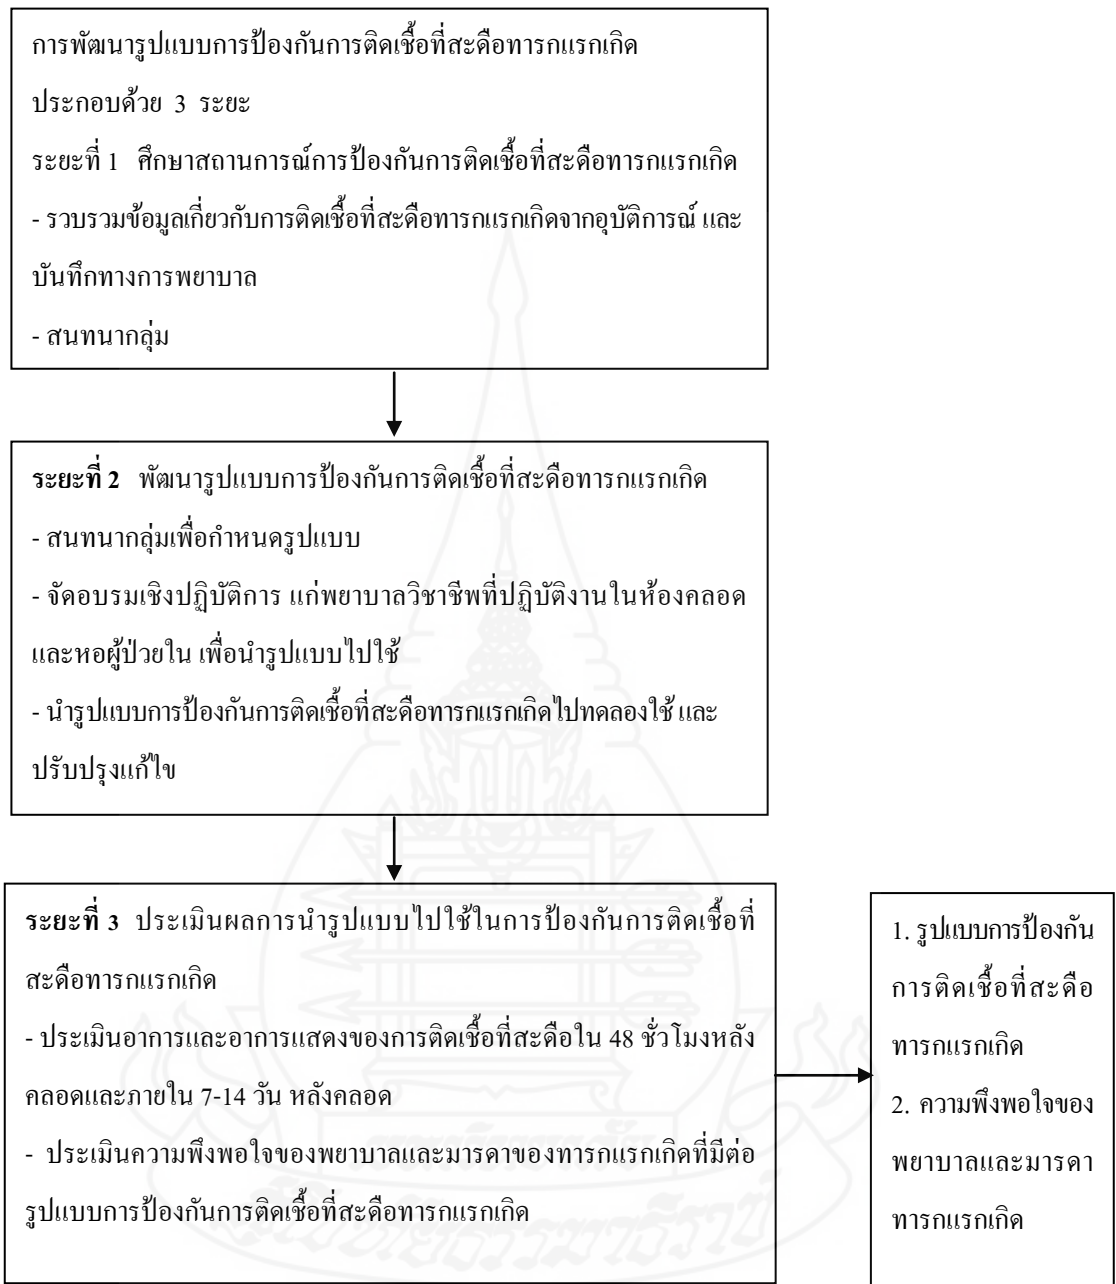 การพัฒนารูปแบบการป้องกันการติดเชื้อที่สะดือทารกแรกเกิด
ประกอบด้วย 3 ระยะ
ระยะที่ 1 ศึกษาสถานการณ์การป้องกันการติดเชื้อที่สะดือทารกแรกเกิด
- รวบรวมข้อมูลเกี่ยวกับการติดเชื้อที่สะดือทารกแรกเกิดจากอุบัติการณ์ และ
บันทึกทางการพยาบาล
- สนทนากลุ่ม
ระยะที่ 2 พัฒนารูปแบบการป้องกันการติดเชื้อที่สะดือทารกแรกเกิด
- สนทนากลุ่มเพื่อกำหนดรูปแบบ
- จัดอบรมเชิงปฏิบัติการ แก่พยาบาลวิชาชีพที่ปฏิบัติงานในห้องคลอด
และหอผู้ป่วยใน เพื่อนำรูปแบบไปใช้
- นำรูปแบบการป้องกันการติดเชื้อที่สะดือทารกแรกเกิดไปทดลองใช้ และ
ปรับปรุงแก้ไข
ระยะที่ 3 ประเมินผลการนำรูปแบบไปใช้ในการป้องกันการติดเชื้อที่
สะดือทารกแรกเกิด
- ประเมินอาการและอาการแสดงของการติดเชื้อที่สะดือใน 48 ชั่วโมงหลัง
คลอดและภายใน 7-14 วัน หลังคลอด
- ประเมินความพึงพอใจของพยาบาลและมารดาของทารกแรกเกิดที่มีต่อ
รูปแบบการป้องกันการติดเชื้อที่สะดือทารกแรกเกิด
1. รูปแบบการป้องกัน
การติดเชื้อที่สะดือ
ทารกแรกเกิด
2. ความพึงพอใจของ
พยาบาลและมารดา
ทารกแรกเกิด